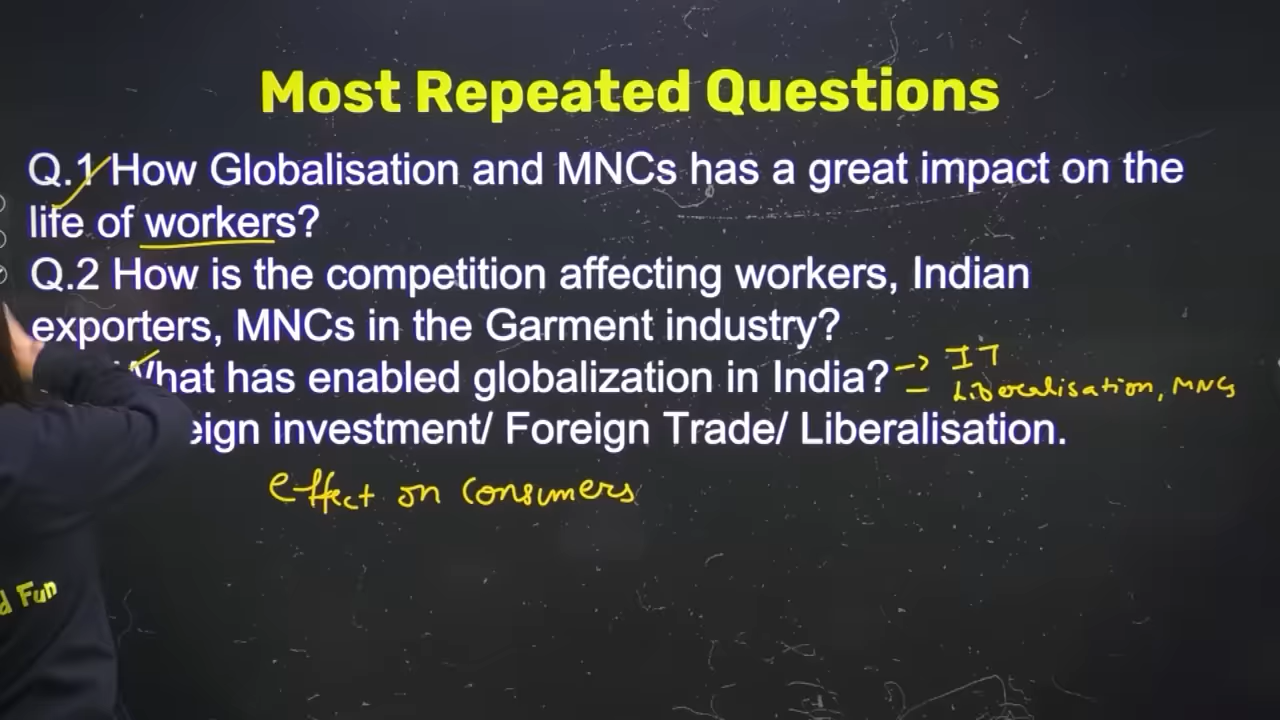 Most Repeated Questions
Q.1 How Globalisation and MNCs has a great impact on the
life of workers?
Q.2 How is the competition affecting workers, Indian
exporters, MNCs in the Garment industry?
What has enabled globalization in India? → IT
– Liberalisation, MNCs
eign investment/ Foreign Trade/ Liberalisation.
effect on consumers
d Fun